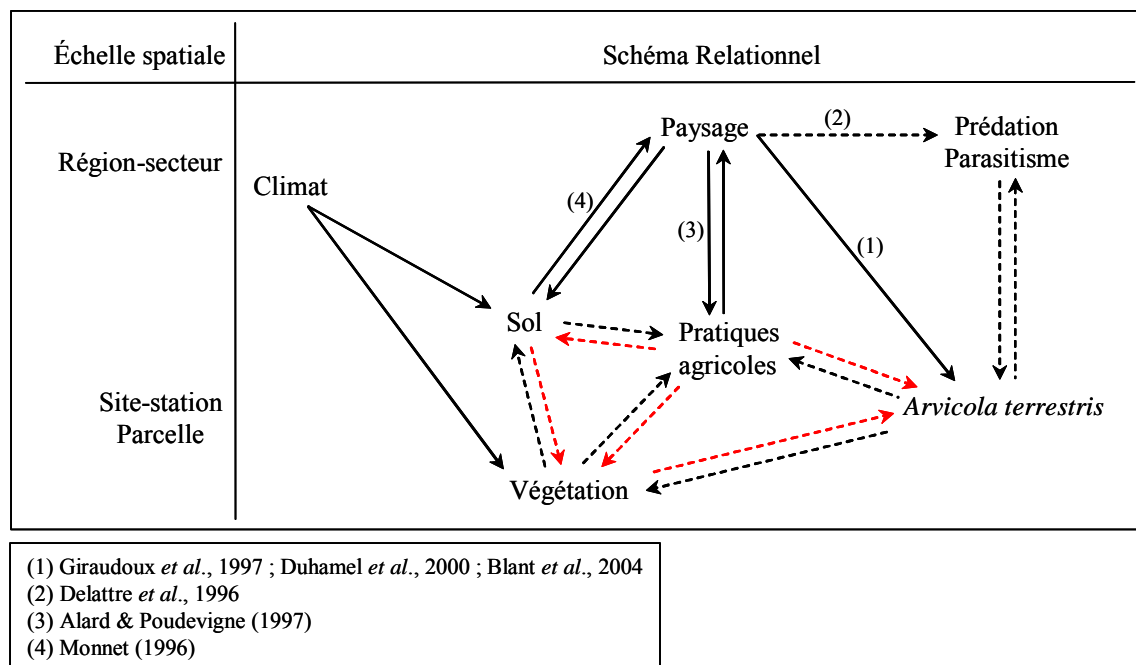 Échelle spatiale
Schéma Relationnel
Région-secteur
Climat
Paysage
(2)
Prédation
Parasitisme
(4)
(3)
(1)
Sol
Pratiques
agricoles
Site-station
Parcelle
Arvicola terrestris
Végétation
(1) Giraudoux et al., 1997 ; Duhamel et al., 2000 ; Blant et al., 2004
(2) Delattre et al., 1996
(3) Alard & Poudevigne (1997)
(4) Monnet (1996)